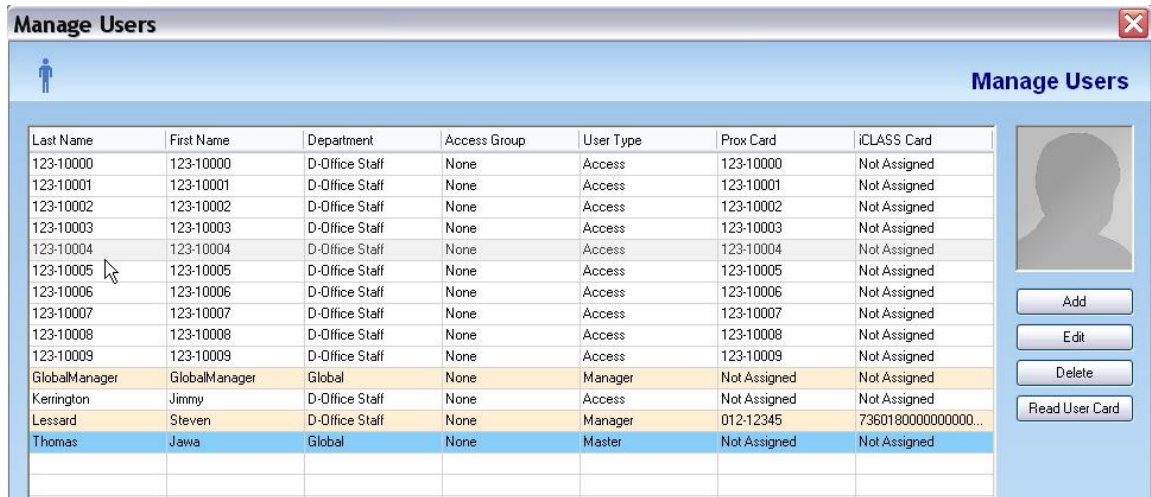 Manage Users
Manage Users
Last Name First Name Department Access Group User Type Prox Card iCLASS Card
123-10000 123-10000 D-Office Staff None Access 123-10000 Not Assigned
123-10001 123-10001 D-Office Staff None Access 123-10001 Not Assigned
123-10002 123-10002 D-Office Staff None Access 123-10002 Not Assigned
123-10003 123-10003 D-Office Staff None Access 123-10003 Not Assigned
123-10004 123-10004 D-Office Staff None Access 123-10004 Not Assigned
123-10005 123-10005 D-Office Staff None Access 123-10005 Not Assigned
123-10006 123-10006 D-Office Staff None Access 123-10006 Not Assigned
123-10007 123-10007 D-Office Staff None Access 123-10007 Not Assigned
123-10008 123-10008 D-Office Staff None Access 123-10008 Not Assigned
123-10009 123-10009 D-Office Staff None Access 123-10009 Not Assigned
GlobalManager GlobalManager Global None Manager Not Assigned Not Assigned
Kerrington Jimmy D-Office Staff None Access Not Assigned Not Assigned
Lessard Steven D-Office Staff None Manager 012-12345 7360180000000000...
Thomas Jawa Global None Master Not Assigned Not Assigned
Add
Edit
Delete
Read User Card